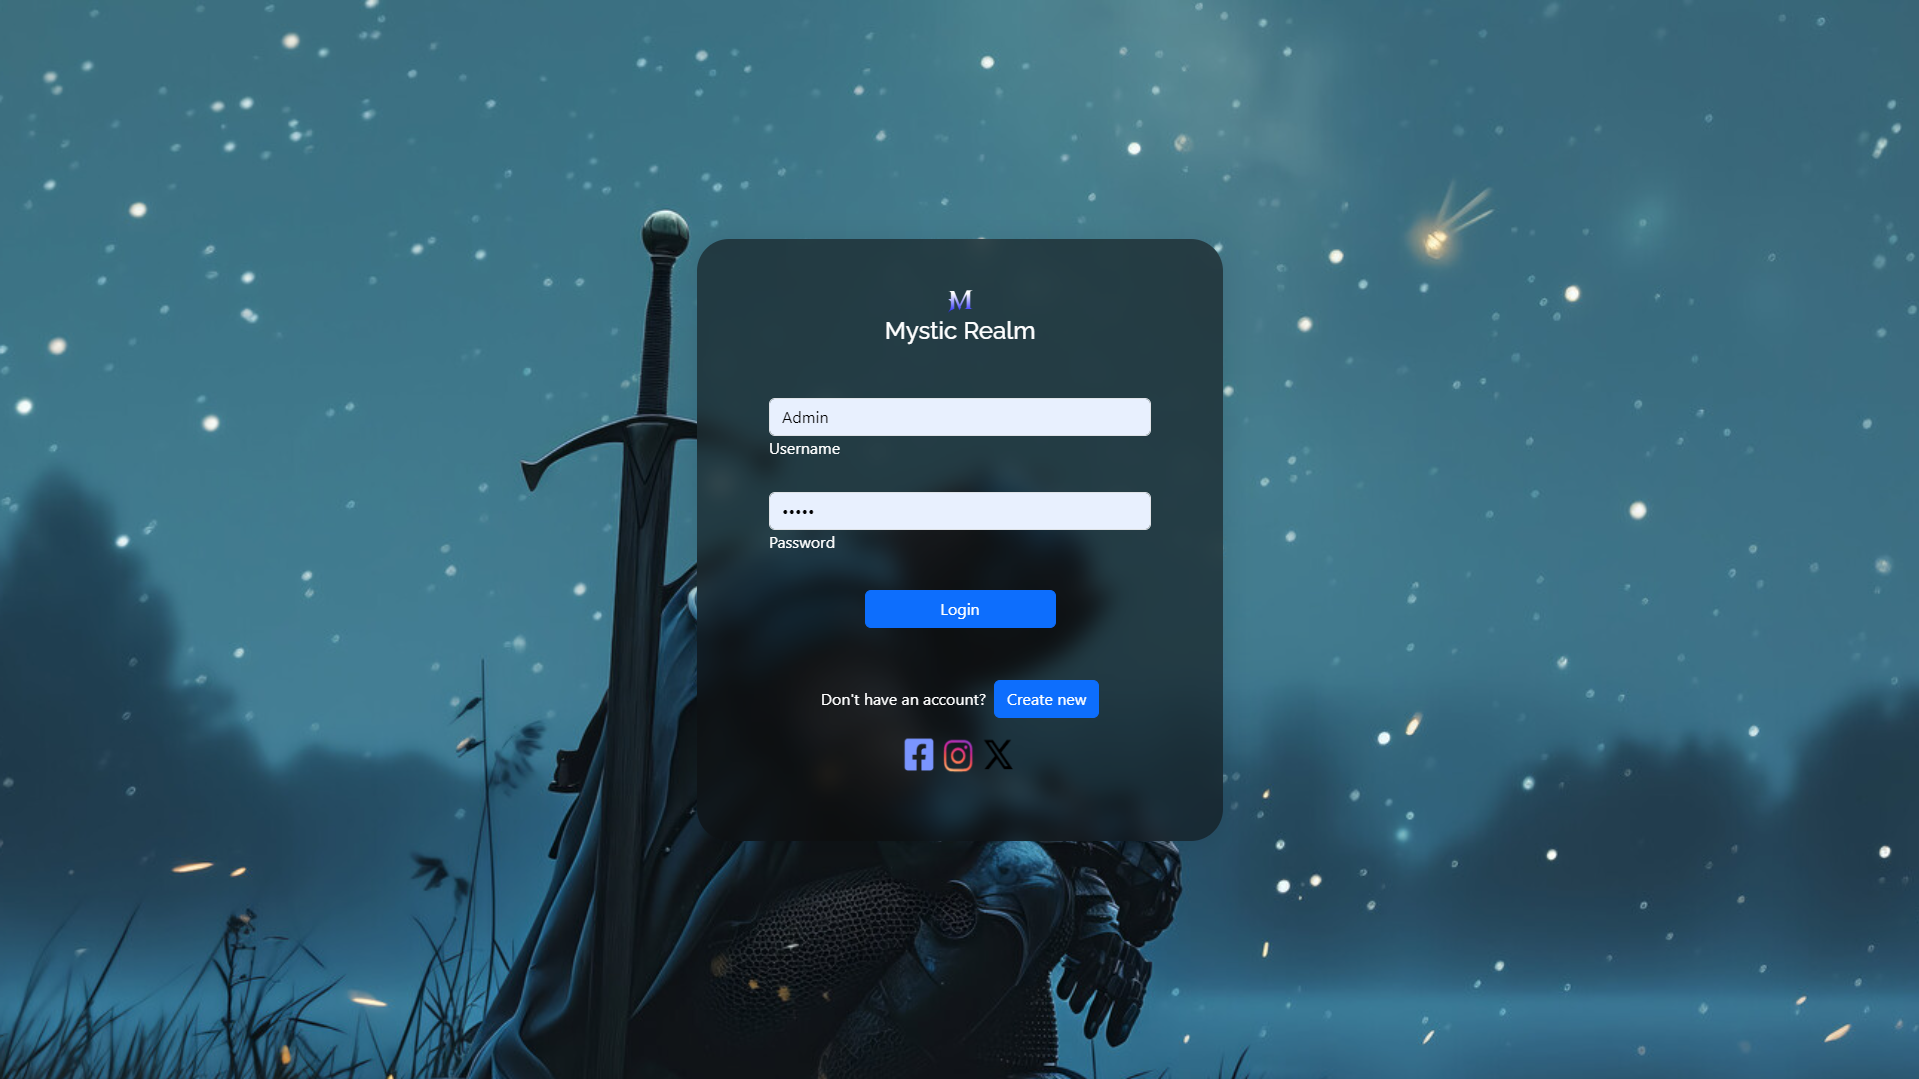 M
Mystic Realm
Admin
Username
•••••
Password
Login
Don't have an account? Create new